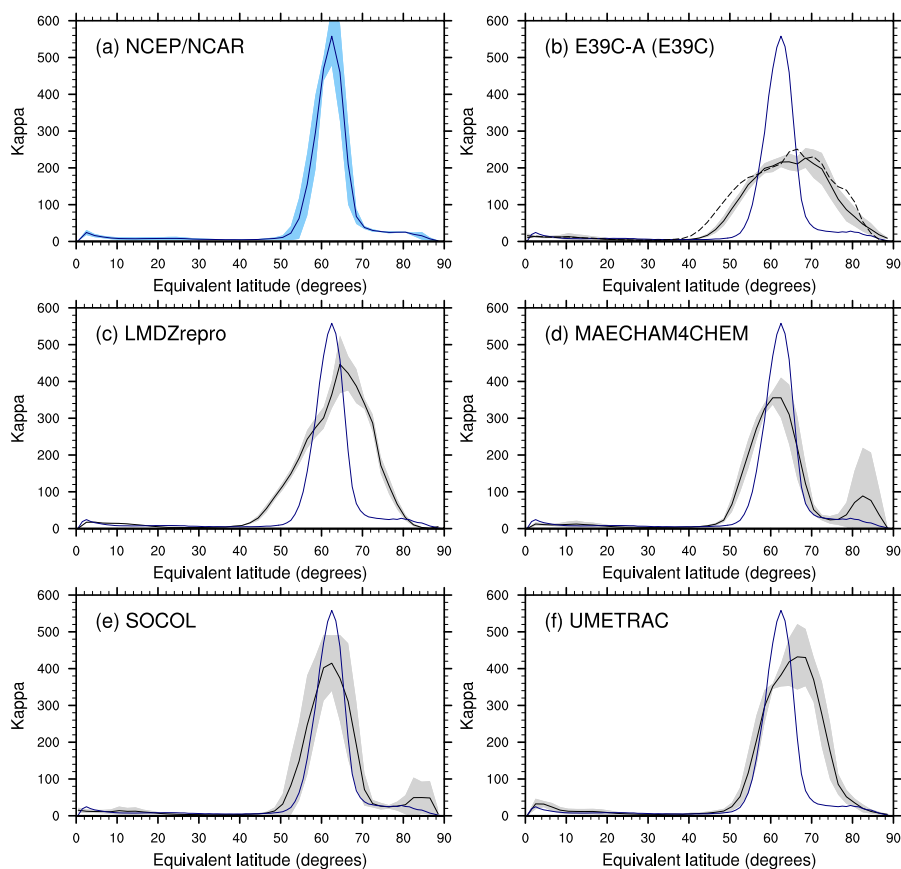 (a) NCEP/NCAR
Kappa
600
500
400
300
200
100
0
0 10 20 30 40 50 60 70 80 90
Equivalent latitude (degrees)
(b) E39C-A (E39C)
Kappa
600
500
400
300
200
100
0
0 10 20 30 40 50 60 70 80 90
Equivalent latitude (degrees)
(c) LMDZrepro
Kappa
600
500
400
300
200
100
0
0 10 20 30 40 50 60 70 80 90
Equivalent latitude (degrees)
(d) MAECHAM4CHEM
Kappa
600
500
400
300
200
100
0
0 10 20 30 40 50 60 70 80 90
Equivalent latitude (degrees)
(e) SOCOL
Kappa
600
500
400
300
200
100
0
0 10 20 30 40 50 60 70 80 90
Equivalent latitude (degrees)
(f) UMETRAC
Kappa
600
500
400
300
200
100
0
0 10 20 30 40 50 60 70 80 90
Equivalent latitude (degrees)